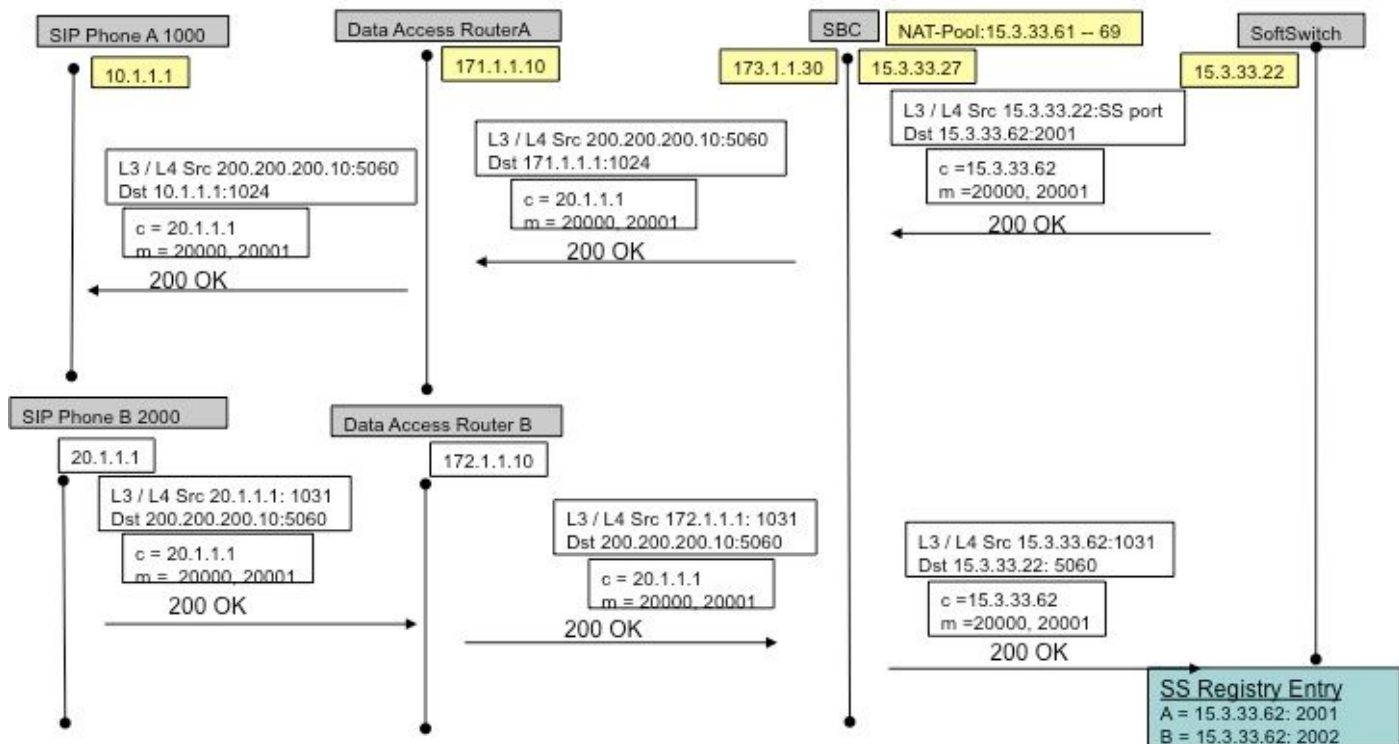 SIP Phone A 1000
Data Access RouterA
SBC
NAT-Pool:15.3.33.61 -- 69
SoftSwitch
10.1.1.1
171.1.1.10
173.1.1.30
15.3.33.27
15.3.33.22
L3 / L4 Src 15.3.33.22:SS port
Dst 15.3.33.62:2001
c =15.3.33.62
m =20000, 20001
200 OK
L3 / L4 Src 200.200.200.10:5060
Dst 171.1.1.1:1024
c = 20.1.1.1
m = 20000, 20001
200 OK
L3 / L4 Src 200.200.200.10:5060
Dst 10.1.1.1:1024
c = 20.1.1.1
m = 20000, 20001
200 OK
SIP Phone B 2000
Data Access Router B
20.1.1.1
172.1.1.10
L3 / L4 Src 20.1.1.1: 1031
Dst 200.200.200.10:5060
c = 20.1.1.1
m = 20000, 20001
200 OK
L3 / L4 Src 172.1.1.1: 1031
Dst 200.200.200.10:5060
c = 20.1.1.1
m = 20000, 20001
200 OK
L3 / L4 Src 15.3.33.62:1031
Dst 15.3.33.22: 5060
c =15.3.33.62
m =20000, 20001
200 OK
SS Registry Entry
A = 15.3.33.62: 2001
B = 15.3.33.62: 2002